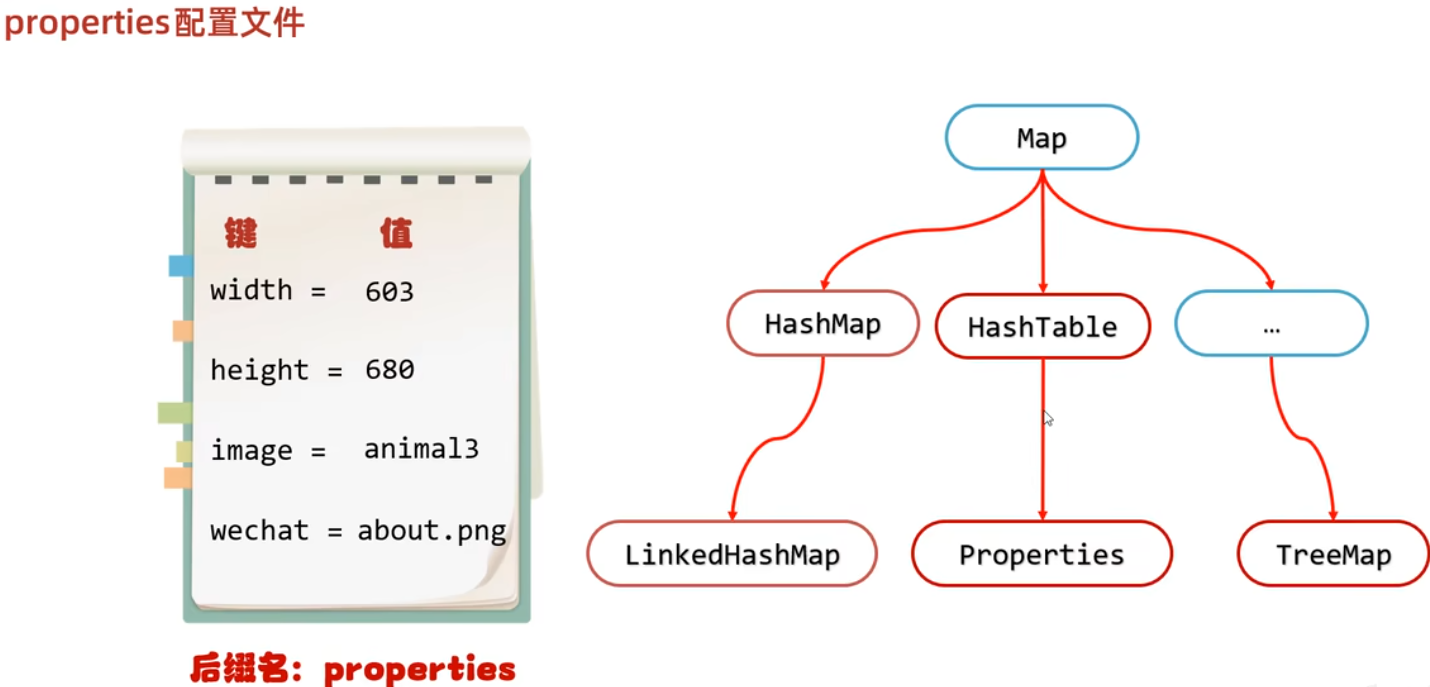 properties配置文件
键 值
width = 603
height = 680
image = animal3
wechat = about.png
后缀名：properties
Map
HashMap
HashTable
…
LinkedHashMap
Properties
TreeMap